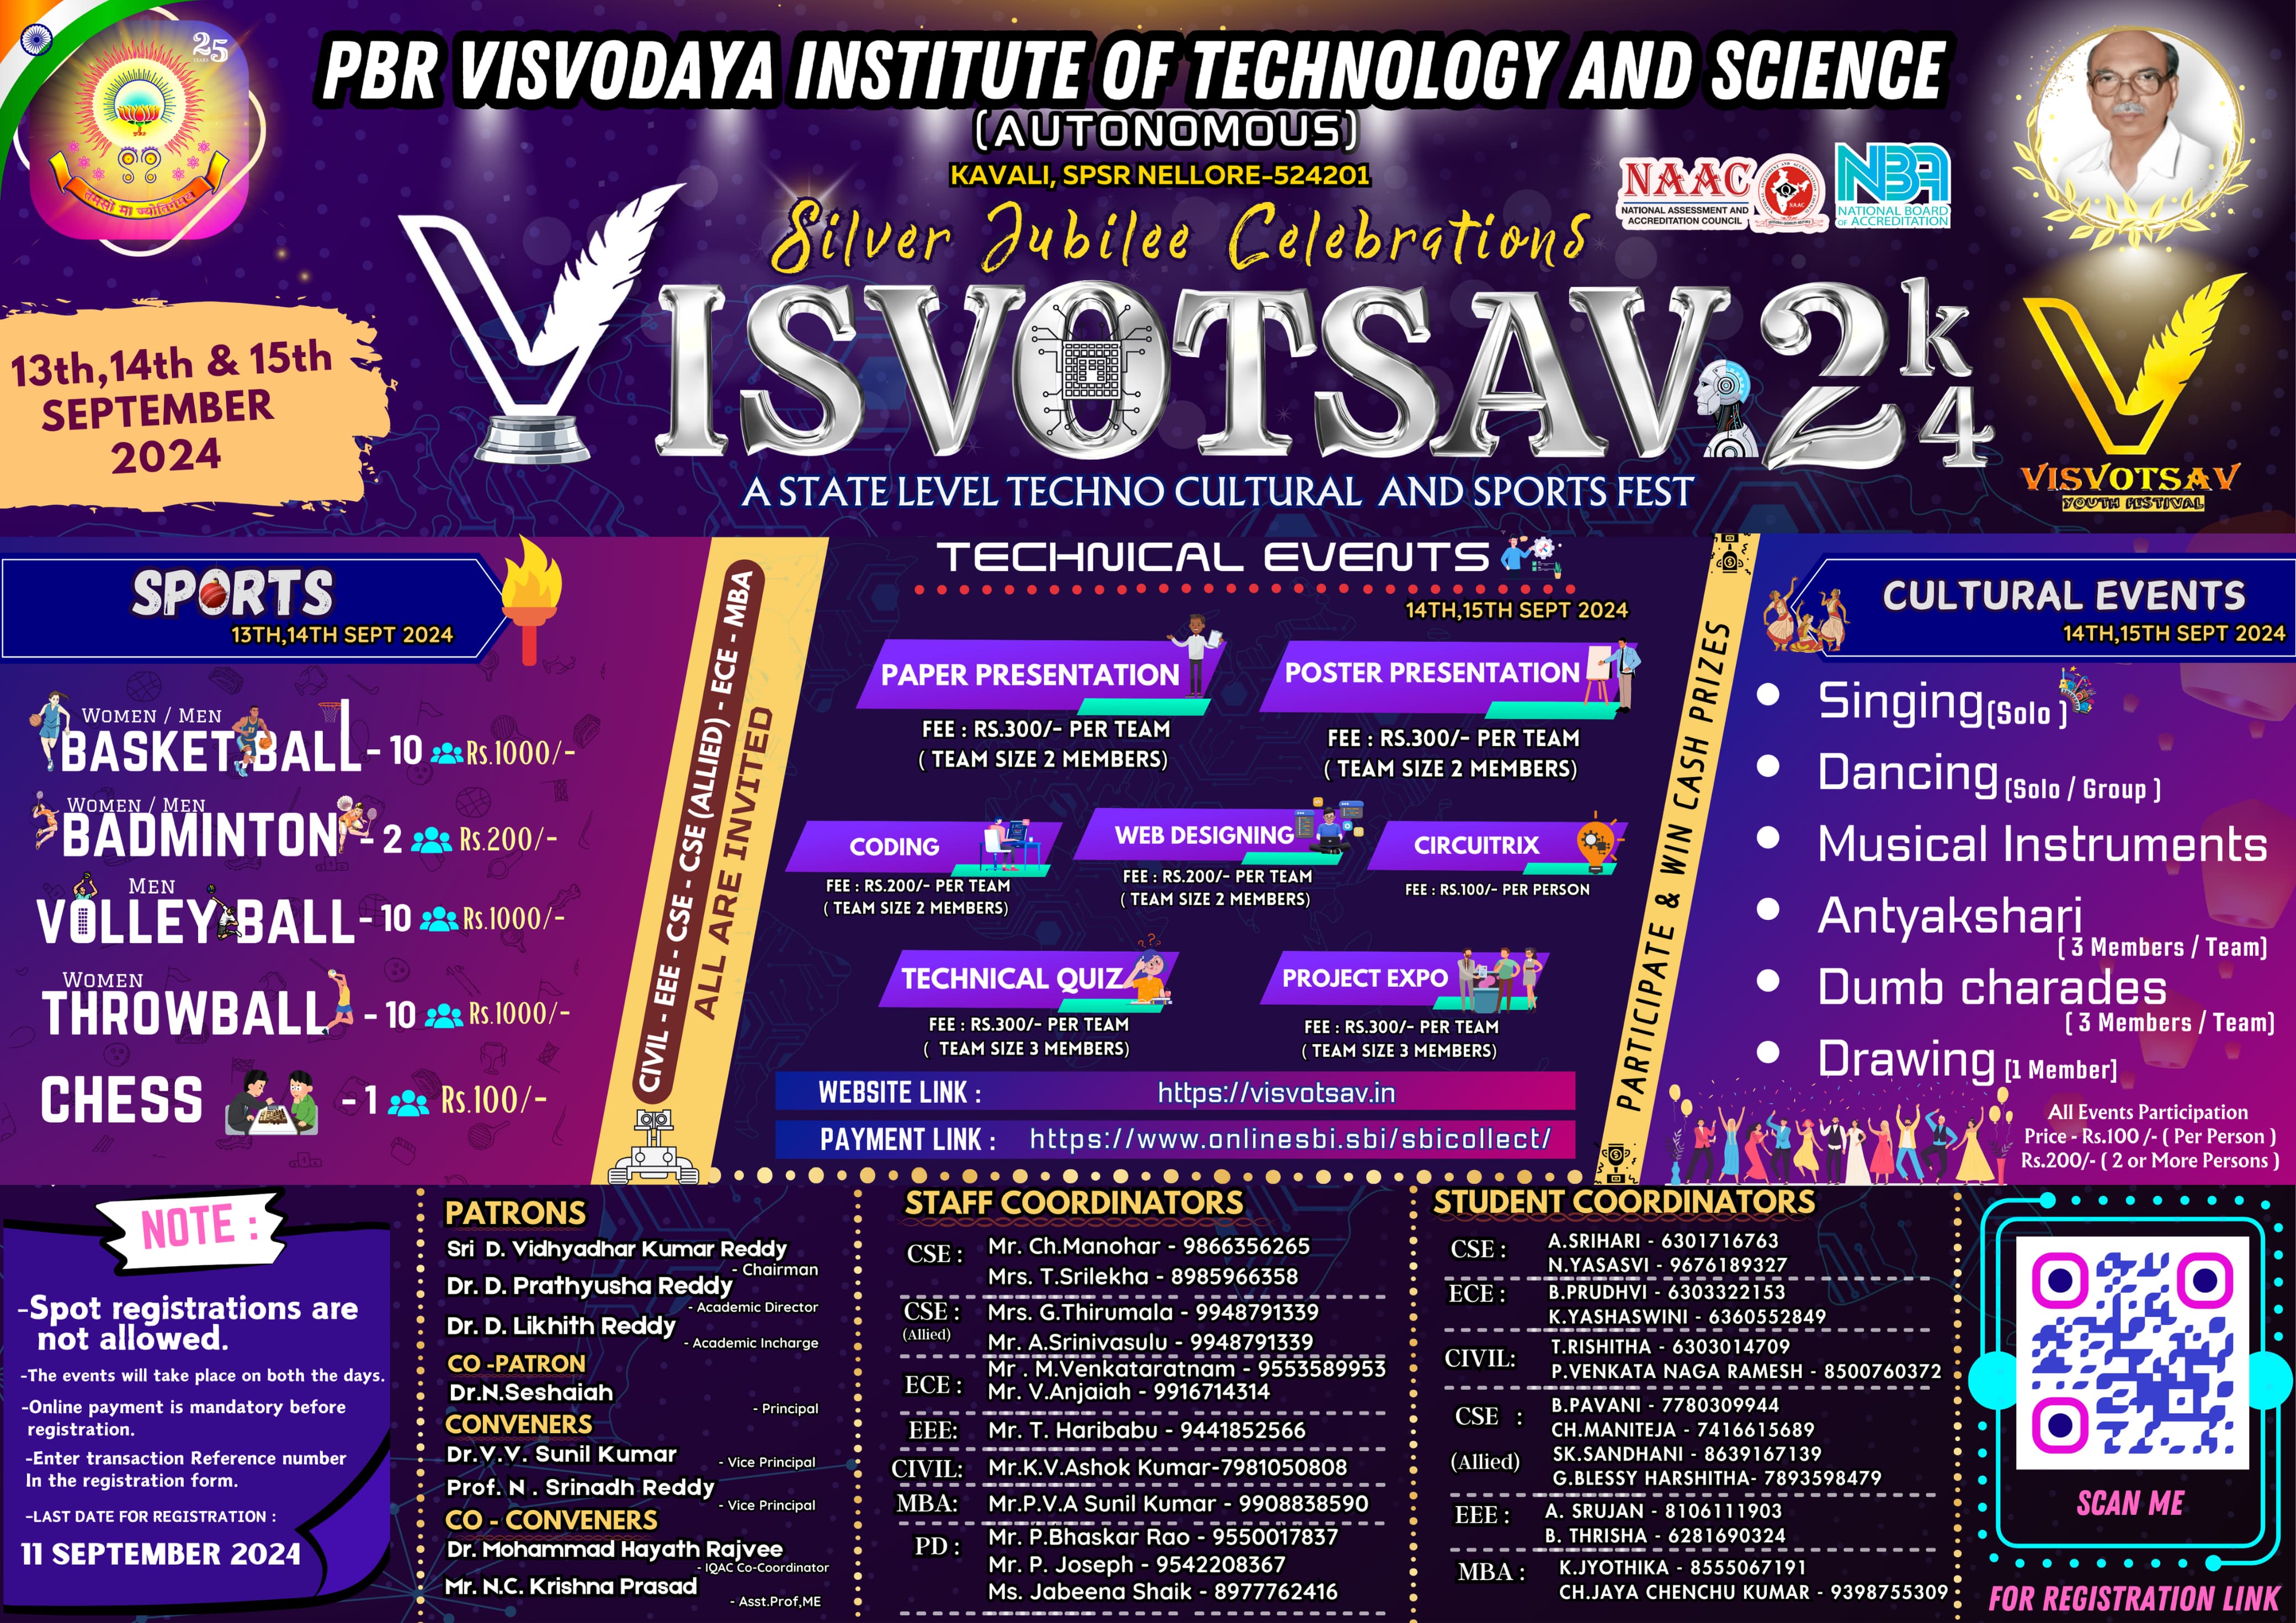 25
YEARS
तमसो मा ज्योतिर्गमय
PBR VISVODAYA INSTITUTE OF TECHNOLOGY AND SCIENCE
(AUTONOMOUS)
KAVALI, SPSR NELLORE-524201
NAAC
NATIONAL ASSESSMENT AND
ACCREDITATION COUNCIL
NAAC
NBA
NATIONAL BOARD
OF ACCREDITATION
Silver Jubilee Celebrations
VISVOTSAV 2k4
A STATE LEVEL TECHNO CULTURAL AND SPORTS FEST
13th,14th & 15th
SEPTEMBER
2024
VISVOTSAV
YOUTH FESTIVAL
SPORTS
13TH,14TH SEPT 2024
WOMEN / MEN
BASKET BALL - 10 Rs.1000/-
WOMEN / MEN
BADMINTON - 2 Rs.200/-
MEN
VOLLEY BALL - 10 Rs.1000/-
WOMEN
THROWBALL - 10 Rs.1000/-
CHESS - 1 Rs.100/-
CIVIL - EEE - CSE - CSE (ALLIED) - ECE - MBA
ALL ARE INVITED
TECHNICAL EVENTS
14TH,15TH SEPT 2024
PAPER PRESENTATION
FEE : RS.300/- PER TEAM
( TEAM SIZE 2 MEMBERS)
POSTER PRESENTATION
FEE : RS.300/- PER TEAM
( TEAM SIZE 2 MEMBERS)
CODING
FEE : RS.200/- PER TEAM
( TEAM SIZE 2 MEMBERS)
WEB DESIGNING
FEE : RS.200/- PER TEAM
( TEAM SIZE 2 MEMBERS)
CIRCUITRIX
FEE : RS.100/- PER PERSON
TECHNICAL QUIZ
FEE : RS.300/- PER TEAM
( TEAM SIZE 3 MEMBERS)
PROJECT EXPO
FEE : RS.300/- PER TEAM
( TEAM SIZE 3 MEMBERS)
WEBSITE LINK : https://visvotsav.in
PAYMENT LINK : https://www.onlinesbi.sbi/sbicollect/
PARTICIPATE & WIN CASH PRIZES
CULTURAL EVENTS
14TH,15TH SEPT 2024
• Singing (Solo )
• Dancing (Solo / Group )
• Musical Instruments
• Antyakshari
( 3 Members / Team)
• Dumb charades
( 3 Members / Team)
• Drawing [1 Member]
All Events Participation
Price - Rs.100 /- ( Per Person )
Rs.200/- ( 2 or More Persons )
NOTE :
-Spot registrations are
not allowed.
-The events will take place on both the days.
-Online payment is mandatory before
registration.
-Enter transaction Reference number
In the registration form.
-LAST DATE FOR REGISTRATION :
11 SEPTEMBER 2024
PATRONS
Sri D. Vidhyadhar Kumar Reddy
- Chairman
Dr. D. Prathyusha Reddy
- Academic Director
Dr. D. Likhith Reddy
- Academic Incharge
CO -PATRON
Dr.N.Seshaiah
- Principal
CONVENERS
Dr.V.V. Sunil Kumar
- Vice Principal
Prof. N . Srinadh Reddy
- Vice Principal
CO - CONVENERS
Dr. Mohammad Hayath Rajvee
- IQAC Co-Coordinator
Mr. N.C. Krishna Prasad
- Asst.Prof,ME
STAFF COORDINATORS
CSE : Mr. Ch.Manohar - 9866356265
Mrs. T.Srilekha - 8985966358
CSE : Mrs. G.Thirumala - 9948791339
(Allied) Mr. A.Srinivasulu - 9948791339
ECE : Mr . M.Venkataratnam - 9553589953
Mr. V.Anjaiah - 9916714314
EEE: Mr. T. Haribabu - 9441852566
CIVIL: Mr.K.V.Ashok Kumar-7981050808
MBA: Mr.P.V.A Sunil Kumar - 9908838590
PD : Mr. P.Bhaskar Rao - 9550017837
Mr. P. Joseph - 9542208367
Ms. Jabeena Shaik - 8977762416
STUDENT COORDINATORS
CSE : A.SRIHARI - 6301716763
N.YASASVI - 9676189327
ECE : B.PRUDHVI - 6303322153
K.YASHASWINI - 6360552849
CIVIL: T.RISHITHA - 6303014709
P.VENKATA NAGA RAMESH - 8500760372
CSE : B.PAVANI - 7780309944
CH.MANITEJA - 7416615689
(Allied) SK.SANDHANI - 8639167139
G.BLESSY HARSHITHA- 7893598479
EEE : A. SRUJAN - 8106111903
B. THRISHA - 6281690324
MBA : K.JYOTHIKA - 8555067191
CH.JAYA CHENCHU KUMAR - 9398755309
SCAN ME
FOR REGISTRATION LINK